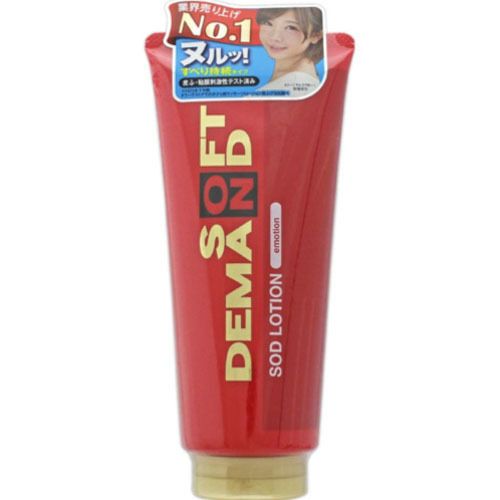 業界売り上げ
No.1
ヌルッ!
すべり持続タイプ
皮ふ・粘膜刺激性テスト済み
SOFT
ON
DEMAND
SOD LOTION
emotion